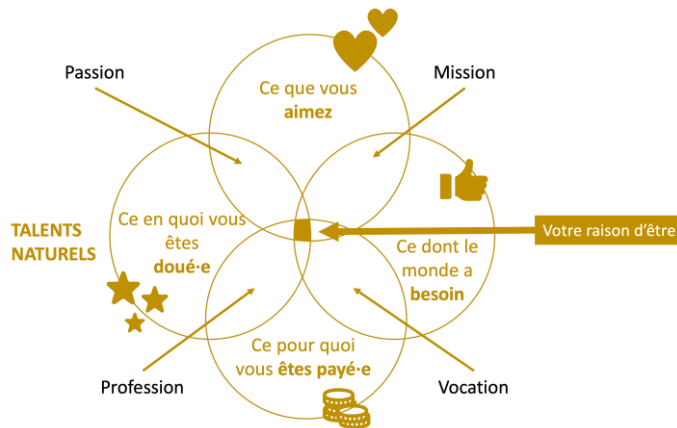 Passion
Mission
Ce que vous
aimez
TALENTS
NATURELS
Ce en quoi vous
êtes
doué·e
Votre raison d'être
Ce dont le
monde a
besoin
Ce pour quoi
vous êtes payé·e
Profession
Vocation